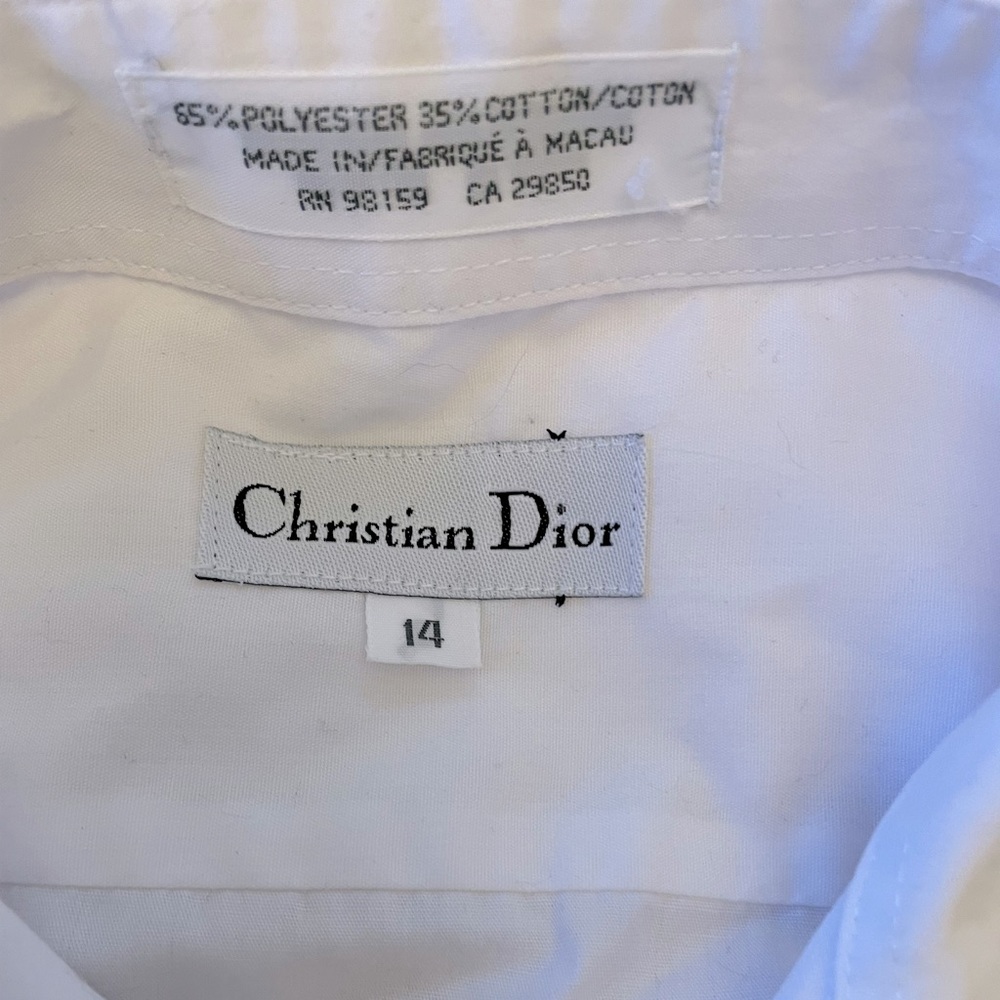 65% POLYESTER 35% COTTON/COTON
MADE IN/FABRIQUÉ À MACAU
RN 98159 CA 29850
Christian Dior
14